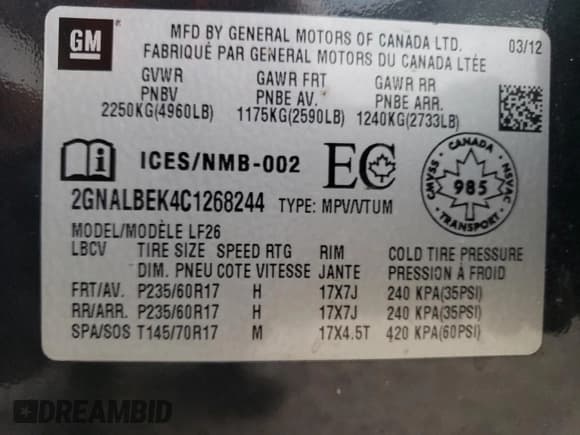 GM
MFD BY GENERAL MOTORS OF CANADA LTD. 03/12
FABRIQUÉ PAR GENERAL MOTORS DU CANADA LTÉE
GVWR GAWR FRT GAWR RR
PNBV PNBE AV. PNBE ARR.
2250KG(4960LB) 1175KG(2590LB) 1240KG(2733LB)
ICES/NMB-002 EC
CANADA CMVSS NSVAC 985 TRANSPORT
2GNALBEK4C1268244 TYPE: MPV/VTUM
MODEL/MODÈLE LF26
LBCV TIRE SIZE SPEED RTG RIM COLD TIRE PRESSURE
DIM. PNEU COTE VITESSE JANTE PRESSION À FROID
FRT/AV. P235/60R17 H 17X7J 240 KPA(35PSI)
RR/ARR. P235/60R17 H 17X7J 240 KPA(35PSI)
SPA/SOS T145/70R17 M 17X4.5T 420 KPA(60PSI)
DREAMBID